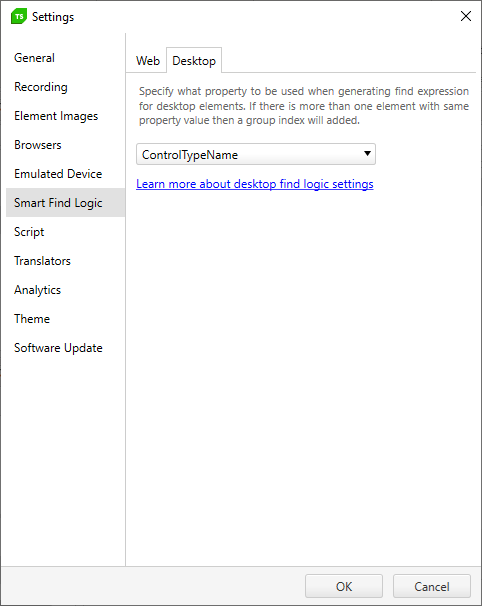 TS Settings
General
Recording
Element Images
Browsers
Emulated Device
Smart Find Logic
Script
Translators
Analytics
Theme
Software Update
Web Desktop
Specify what property to be used when generating find expression
for desktop elements. If there is more than one element with same
property value then a group index will added.
ControlTypeName
Learn more about desktop find logic settings
OK Cancel